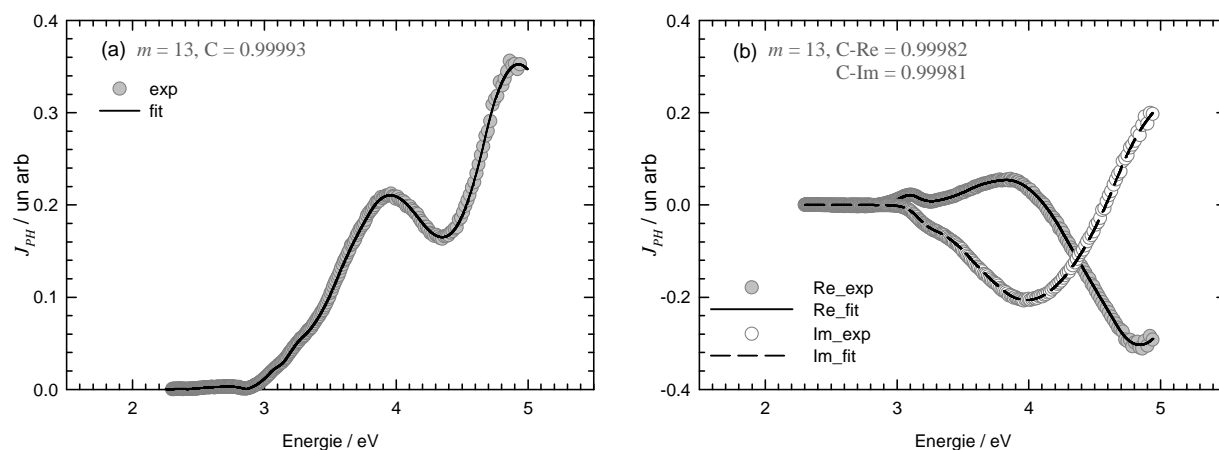 (a) m = 13, C = 0.99993
exp
fit
0.4
0.3
0.2
0.1
0.0
J_PH / un arb
2 3 4 5
Energie / eV
(b) m = 13, C-Re = 0.99982
C-Im = 0.99981
0.4
0.2
0.0
-0.2
-0.4
J_PH / un arb
Re_exp
Re_fit
Im_exp
Im_fit
2 3 4 5
Energie / eV